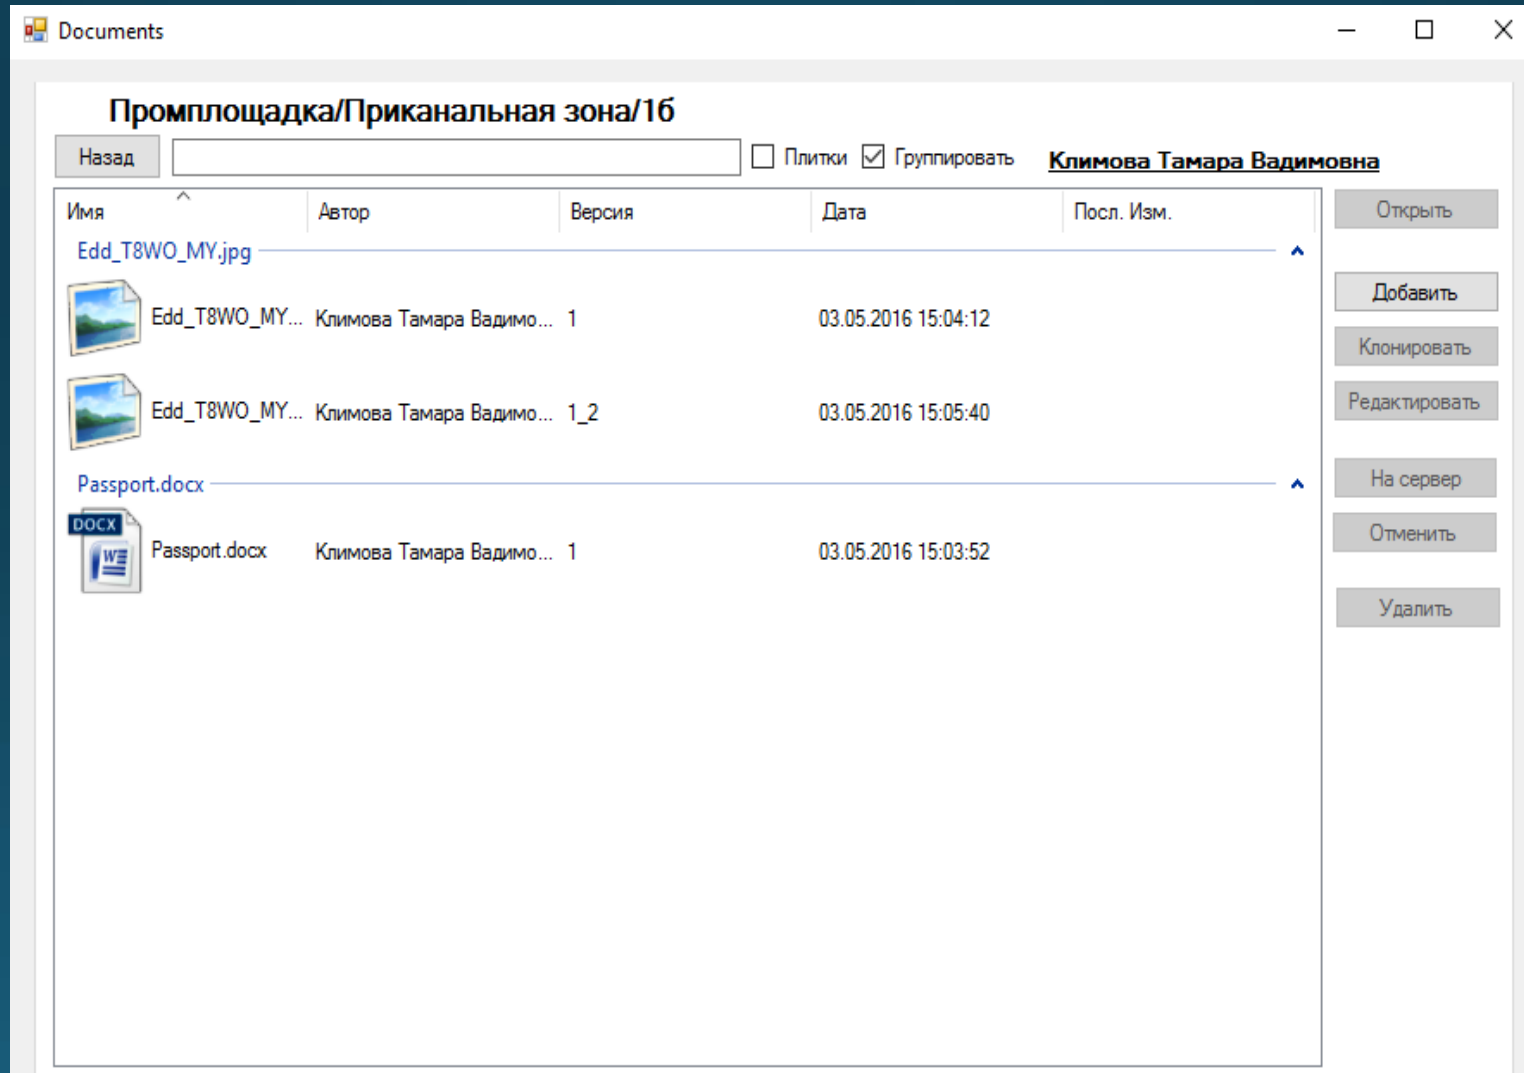 Documents
Промплощадка/Приканальная зона/1б
Назад Плитки Группировать Климова Тамара Вадимовна
Имя Автор Версия Дата Посл. Изм. Открыть
Edd_T8WO_MY.jpg
Добавить
Edd_T8WO_MY... Климова Тамара Вадимо... 1 03.05.2016 15:04:12
Клонировать
Редактировать
Edd_T8WO_MY... Климова Тамара Вадимо... 1_2 03.05.2016 15:05:40
На сервер
Passport.docx
DOCX
Отменить
Passport.docx Климова Тамара Вадимо... 1 03.05.2016 15:03:52
W
Удалить